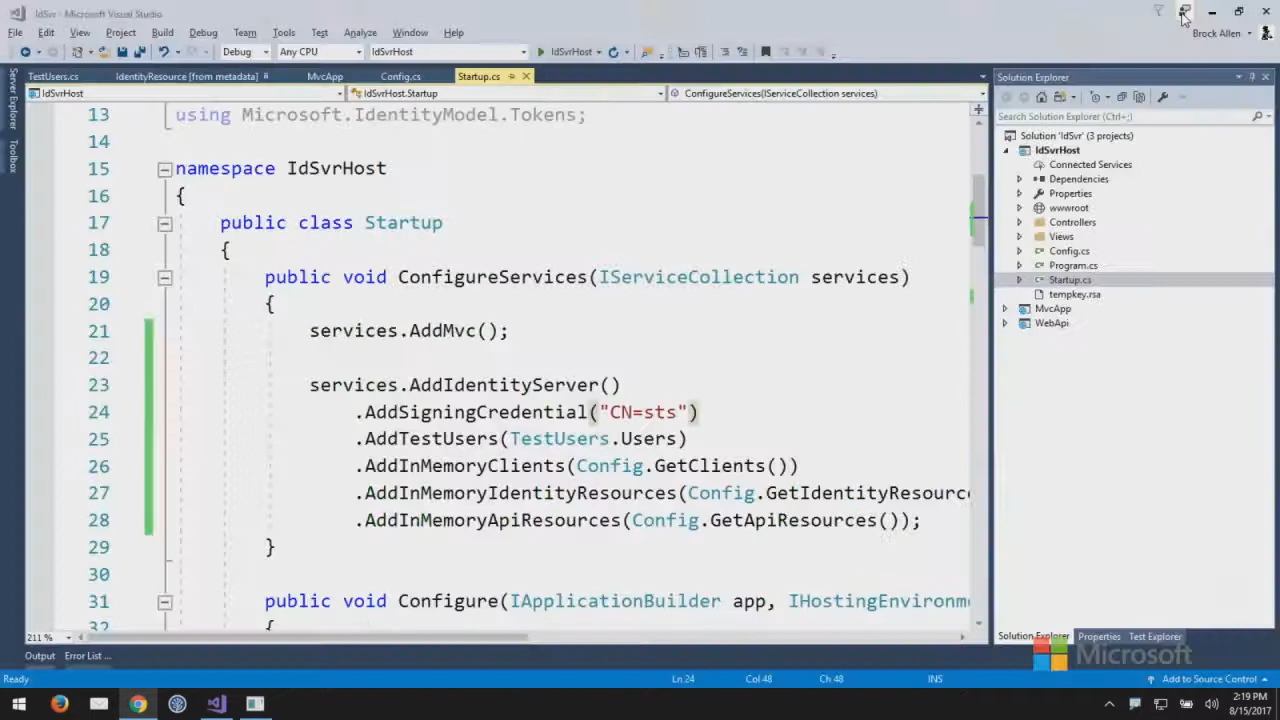 IdSvr - Microsoft Visual Studio
File Edit View Project Build Debug Team Tools Test Analyze Window Help
Brock Allen
Debug Any CPU IdSvrHost IdSvrHost
TestUsers.cs IdentityResource [from metadata] MvcApp Config.cs Startup.cs
IdSvrHost IdSvrHost.Startup ConfigureServices(IServiceCollection services)
Server Explorer
Toolbox
13 using Microsoft.IdentityModel.Tokens;
14
15 namespace IdSvrHost
16 {
17 public class Startup
18 {
19 public void ConfigureServices(IServiceCollection services)
20 {
21 services.AddMvc();
22
23 services.AddIdentityServer()
24 .AddSigningCredential("CN=sts")
25 .AddTestUsers(TestUsers.Users)
26 .AddInMemoryClients(Config.GetClients())
27 .AddInMemoryIdentityResources(Config.GetIdentityResourc
28 .AddInMemoryApiResources(Config.GetApiResources());
29 }
30
31 public void Configure(IApplicationBuilder app, IHostingEnvironm
32 {
211 %
Solution Explorer
Search Solution Explorer (Ctrl+;)
Solution 'IdSvr' (3 projects)
IdSvrHost
Connected Services
Dependencies
Properties
wwwroot
Controllers
Views
Config.cs
Program.cs
Startup.cs
tempkey.rsa
MvcApp
WebApi
Solution Explorer Properties Test Explorer
Microsoft
Output Error List ...
Ready Ln 24 Col 48 Ch 48 INS Add to Source Control
2:19 PM
8/15/2017